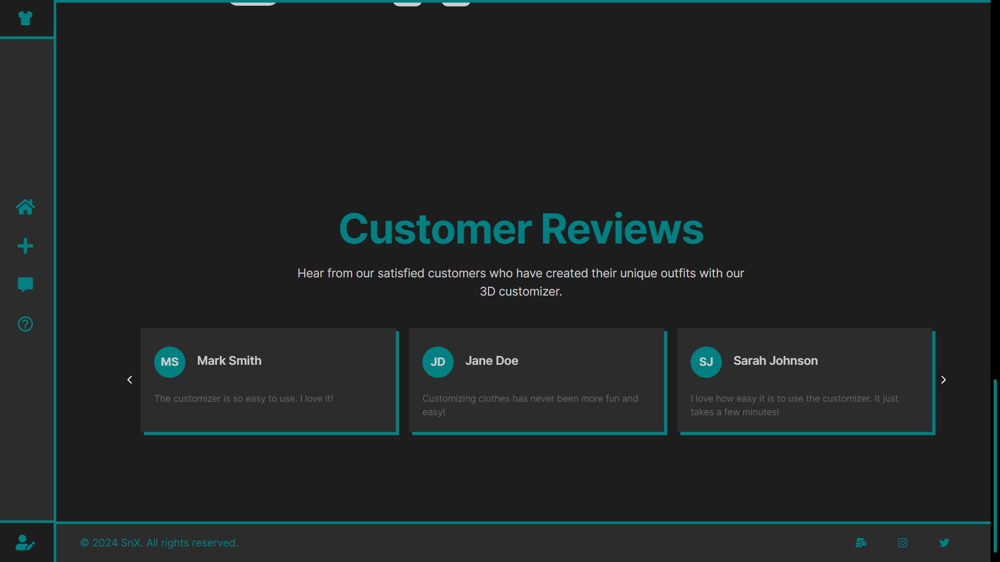 Customer Reviews
Hear from our satisfied customers who have created their unique outfits with our
3D customizer.
MS
Mark Smith
The customizer is so easy to use. I love it!
JD
Jane Doe
Customizing clothes has never been more fun and
easy!
SJ
Sarah Johnson
I love how easy it is to use the customizer. It just
takes a few minutes!
© 2024 SnX. All rights reserved.